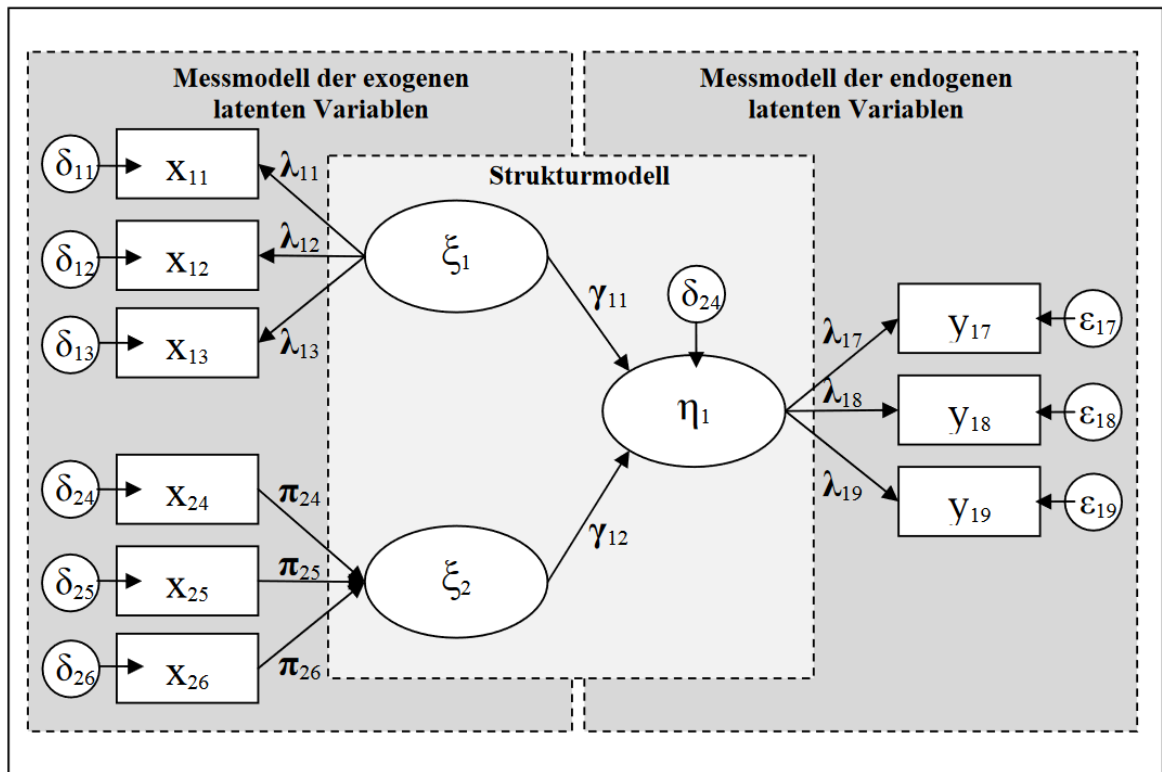 Messmodell der exogenen
latenten Variablen
Messmodell der endogenen
latenten Variablen
Strukturmodell
δ11 x11 λ11
δ12 x12 λ12
δ13 x13 λ13
ξ1
γ11
δ24
η1
λ17 y17 ε17
λ18 y18 ε18
λ19 y19 ε19
δ24 x24 π24
δ25 x25 π25
δ26 x26 π26
ξ2
γ12